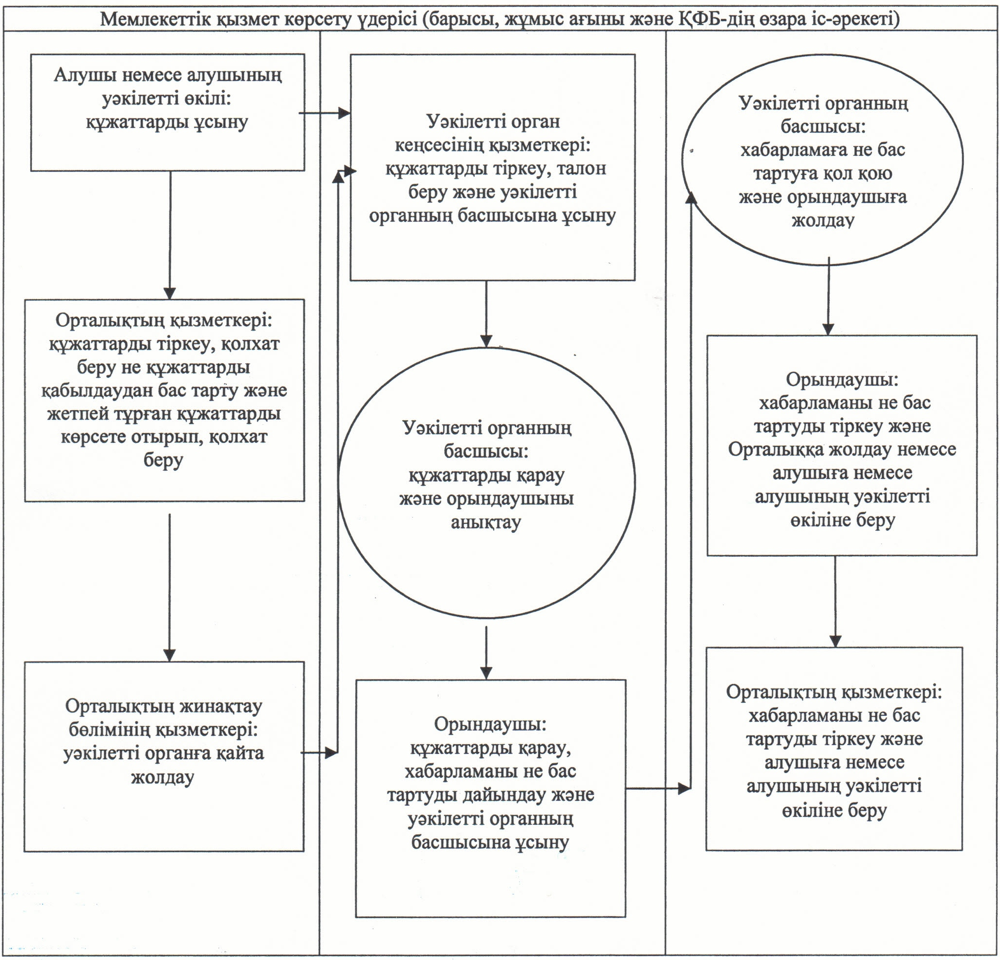 Мемлекеттік қызмет көрсету үдерісі (барысы, жұмыс ағыны және ҚФБ-дің өзара іс-әрекеті)
Алушы немесе алушының
уәкілетті өкілі:
құжаттарды ұсыну
Орталықтың қызметкері:
құжаттарды тіркеу, қолхат
беру не құжаттарды
қабылдаудан бас тарту және
жетпей тұрған құжаттарды
көрсете отырып, қолхат
беру
Орталықтың жинақтау
бөлімінің қызметкері:
уәкілетті органға қайта
жолдау
Уәкілетті орган
кеңсесінің қызметкері:
құжаттарды тіркеу, талон
беру және уәкілетті
органның басшысына ұсыну
Уәкілетті органның
басшысы:
құжаттарды қарау
және орындаушыны
анықтау
Орындаушы:
құжаттарды қарау,
хабарламаны не бас
тартуды дайындау және
уәкілетті органның
басшысына ұсыну
Уәкілетті органның
басшысы:
хабарламаға не бас
тартуға қол қою
және орындаушыға
жолдау
Орындаушы:
хабарламаны не бас
тартуды тіркеу және
Орталыққа жолдау немесе
алушыға немесе
алушының уәкілетті
өкіліне беру
Орталықтың қызметкері:
хабарламаны не бас
тартуды тіркеу және
алушыға немесе
алушының уәкілетті
өкіліне беру